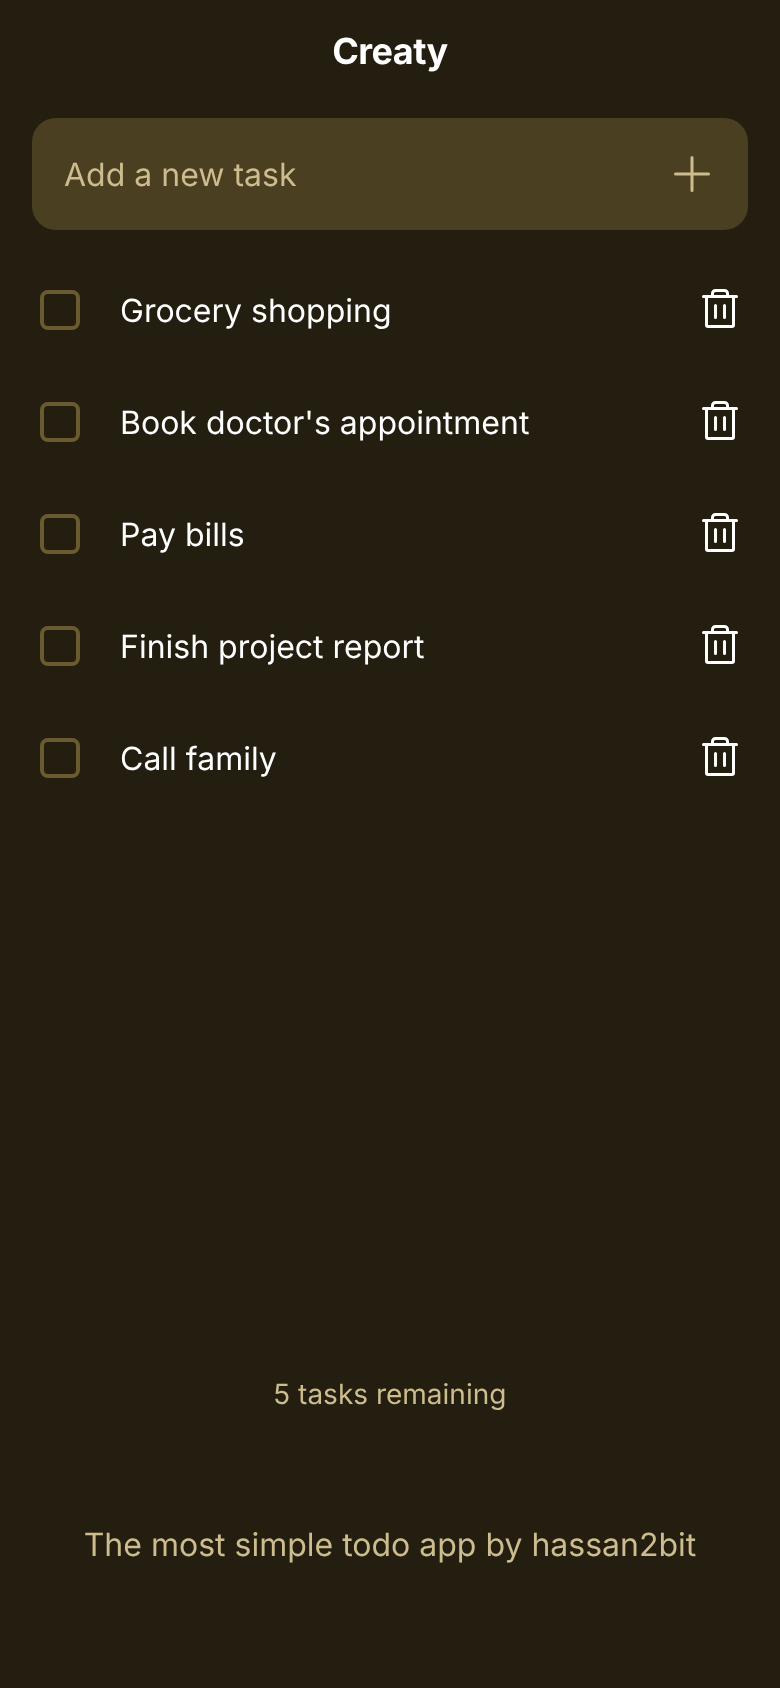 Creaty
Add a new task
Grocery shopping
Book doctor's appointment
Pay bills
Finish project report
Call family
5 tasks remaining
The most simple todo app by hassan2bit